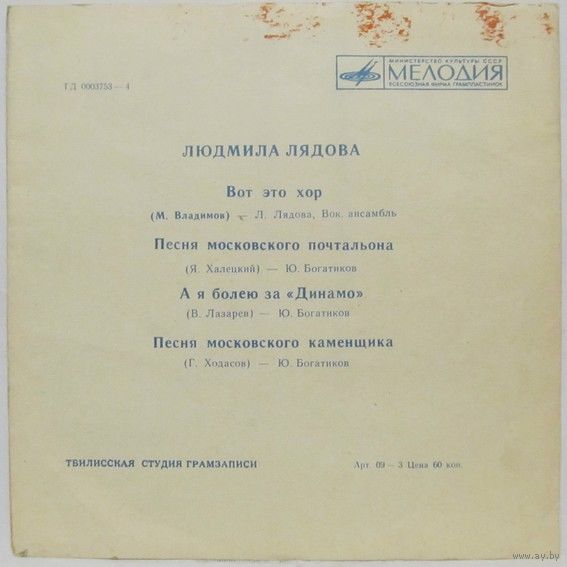 МИНИСТЕРСТВО КУЛЬТУРЫ СССР
МЕЛОДИЯ
ВСЕСОЮЗНАЯ ФИРМА ГРАМПЛАСТИНОК
ГД 0003753—4
ЛЮДМИЛА ЛЯДОВА
Вот это хор
(М. Владимов) — Л. Лядова, Вок. ансамбль
Песня московского почтальона
(Я. Халецкий) — Ю. Богатиков
А я болею за «Динамо»
(В. Лазарев) — Ю. Богатиков
Песня московского каменщика
(Г. Ходасов) — Ю. Богатиков
ТБИЛИССКАЯ СТУДИЯ ГРАМЗАПИСИ
Арт. 09—3 Цена 60 коп.
www.ay.by